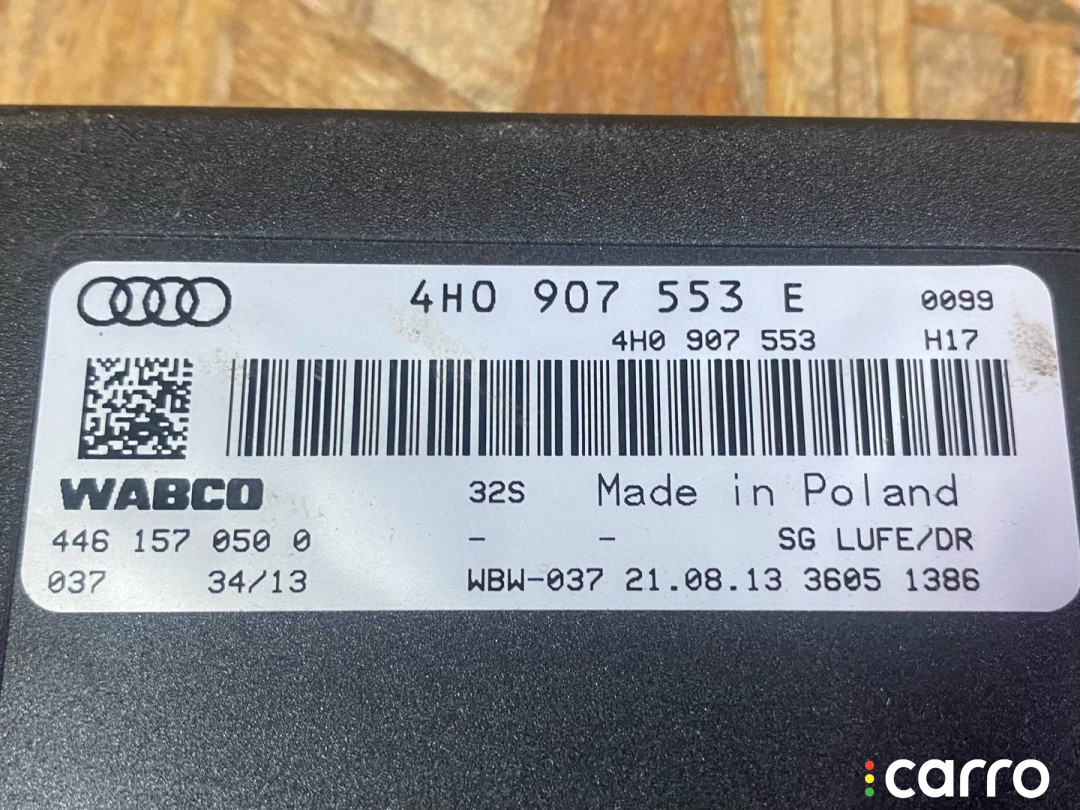 4H0 907 553 E 0099
4H0 907 553 H17
WABCO 32S Made in Poland
446 157 050 0 - - SG LUFE/DR
037 34/13 WBW-037 21.08.13 3605 1386
carro